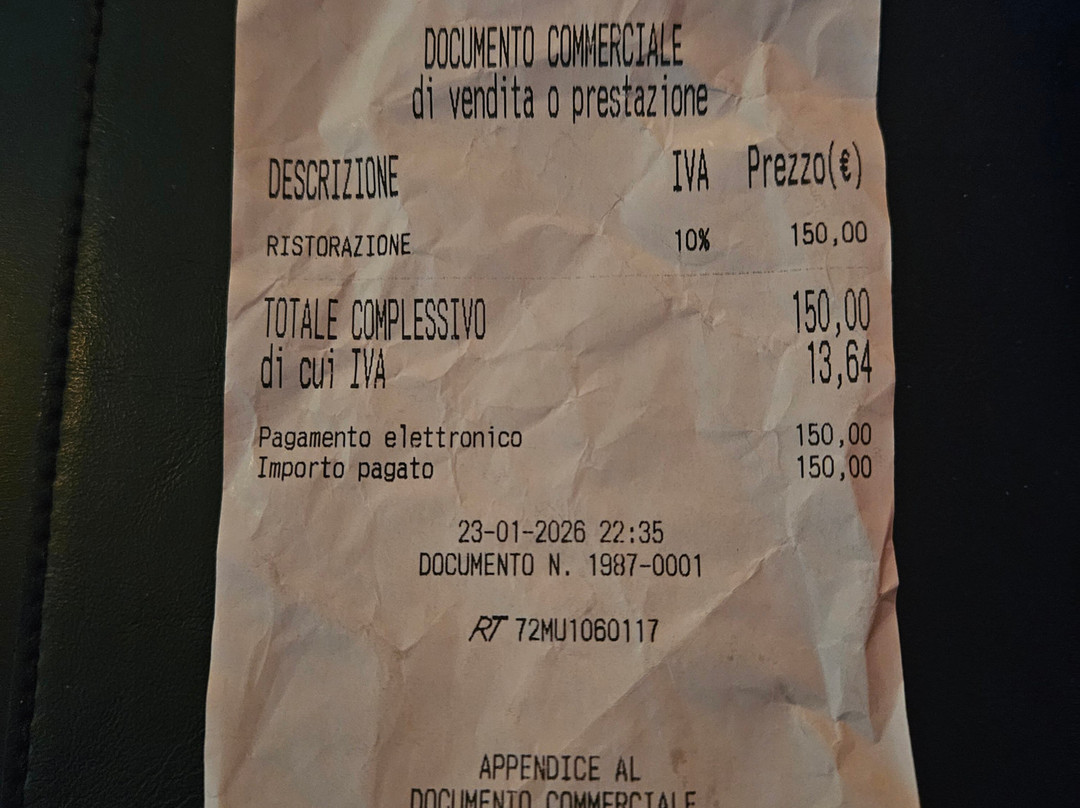 DOCUMENTO COMMERCIALE
di vendita o prestazione
DESCRIZIONE IVA Prezzo(€)
RISTORAZIONE 10% 150,00
TOTALE COMPLESSIVO 150,00
di cui IVA 13,64
Pagamento elettronico 150,00
Importo pagato 150,00
23-01-2026 22:35
DOCUMENTO N. 1987-0001
RT 72MU1060117
APPENDICE AL
DOCUMENTO COMMERCIALE